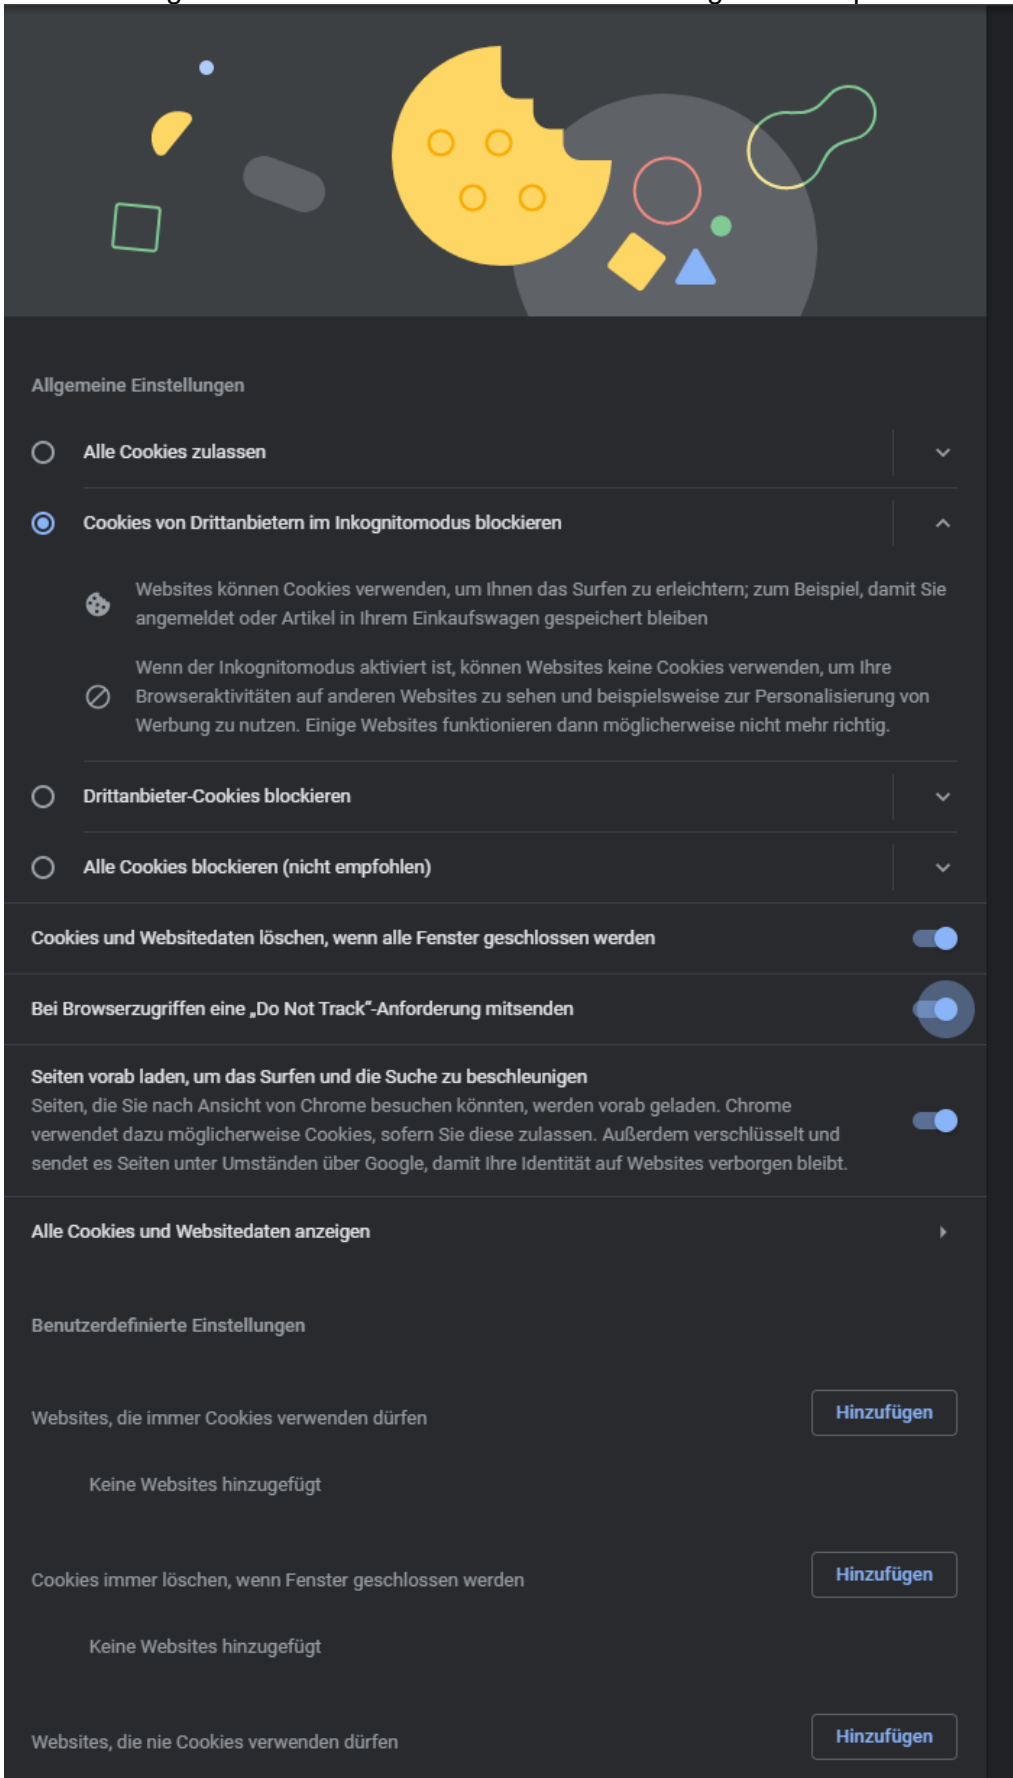 Allgemeine Einstellungen
Alle Cookies zulassen
Cookies von Drittanbietern im Inkognitomodus blockieren
Websites können Cookies verwenden, um Ihnen das Surfen zu erleichtern; zum Beispiel, damit Sie
angemeldet oder Artikel in Ihrem Einkaufswagen gespeichert bleiben
Wenn der Inkognitomodus aktiviert ist, können Websites keine Cookies verwenden, um Ihre
Browseraktivitäten auf anderen Websites zu sehen und beispielsweise zur Personalisierung von
Werbung zu nutzen. Einige Websites funktionieren dann möglicherweise nicht mehr richtig.
Drittanbieter-Cookies blockieren
Alle Cookies blockieren (nicht empfohlen)
Cookies und Websitedaten löschen, wenn alle Fenster geschlossen werden
Bei Browserzugriffen eine „Do Not Track“-Anforderung mitsenden
Seiten vorab laden, um das Surfen und die Suche zu beschleunigen
Seiten, die Sie nach Ansicht von Chrome besuchen könnten, werden vorab geladen. Chrome
verwendet dazu möglicherweise Cookies, sofern Sie diese zulassen. Außerdem verschlüsselt und
sendet es Seiten unter Umständen über Google, damit Ihre Identität auf Websites verborgen bleibt.
Alle Cookies und Websitedaten anzeigen
Benutzerdefinierte Einstellungen
Websites, die immer Cookies verwenden dürfen
Hinzufügen
Keine Websites hinzugefügt
Cookies immer löschen, wenn Fenster geschlossen werden
Hinzufügen
Keine Websites hinzugefügt
Websites, die nie Cookies verwenden dürfen
Hinzufügen